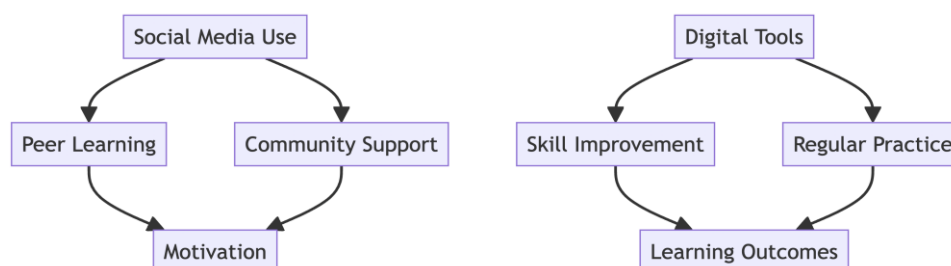 Social Media Use
Digital Tools
Peer Learning
Community Support
Skill Improvement
Regular Practice
Motivation
Learning Outcomes